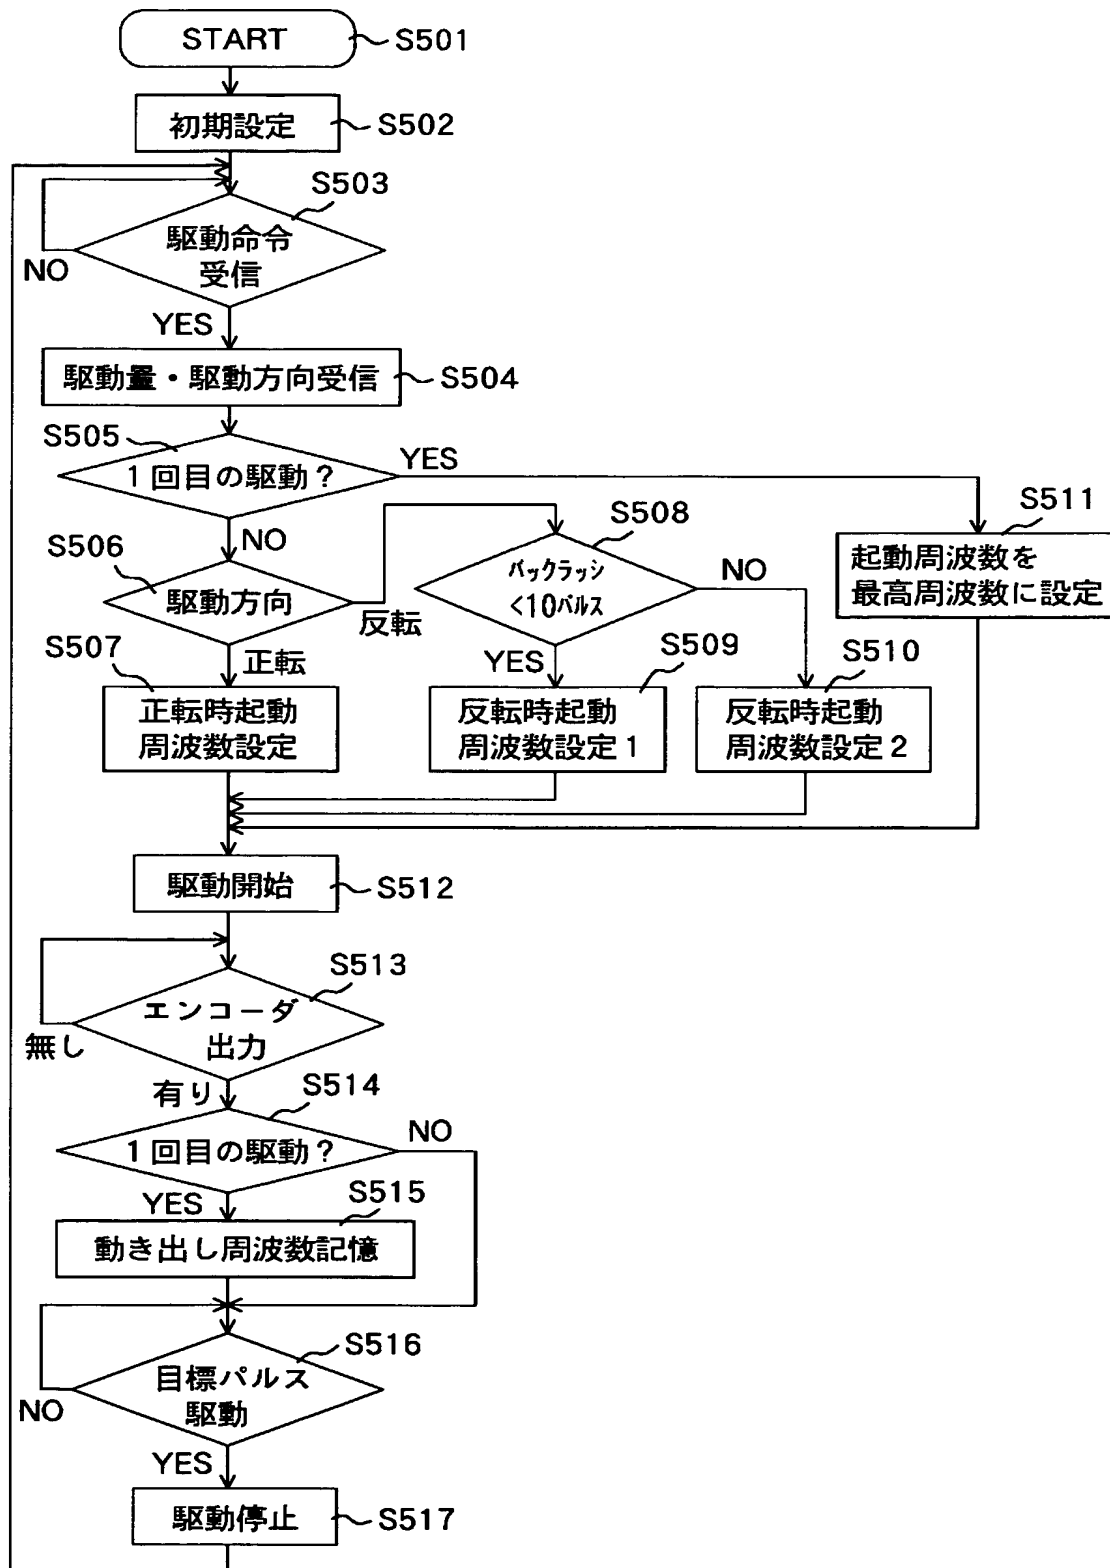 START
S501
初期設定
S502
S503
駆動命令
受信
NO
YES
駆動量・駆動方向受信
S504
S505
1回目の駆動?
YES
NO
S506
駆動方向
反転
正転
S508
バックラッシ
<10パルス
NO
YES
S511
起動周波数を
最高周波数に設定
S507
正転時起動
周波数設定
S509
反転時起動
周波数設定1
S510
反転時起動
周波数設定2
駆動開始
S512
S513
エンコーダ
出力
無し
有り
S514
1回目の駆動?
NO
YES
S515
動き出し周波数記憶
S516
目標パルス
駆動
NO
YES
駆動停止
S517